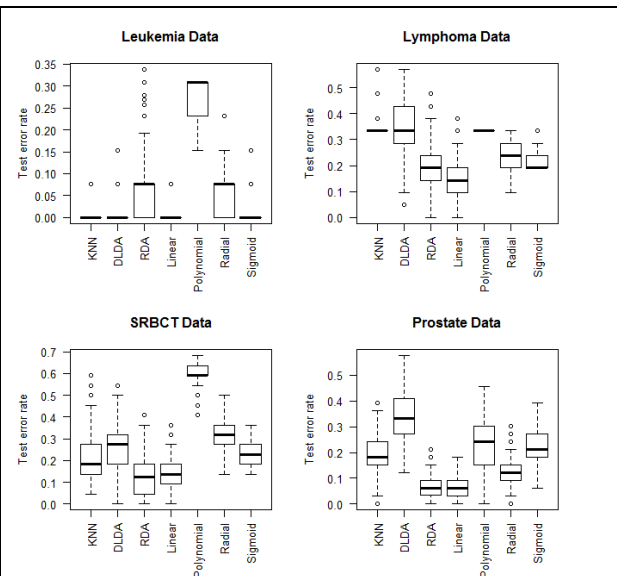 Leukemia Data
Test error rate
0.35
0.30
0.25
0.20
0.15
0.10
0.05
0.00
KNN
DLDA
RDA
Linear
Polynomial
Radial
Sigmoid
Lymphoma Data
Test error rate
0.5
0.4
0.3
0.2
0.1
0.0
KNN
DLDA
RDA
Linear
Polynomial
Radial
Sigmoid
SRBCT Data
Test error rate
0.7
0.6
0.5
0.4
0.3
0.2
0.1
0.0
KNN
DLDA
RDA
Linear
Polynomial
Radial
Sigmoid
Prostate Data
Test error rate
0.5
0.4
0.3
0.2
0.1
0.0
KNN
DLDA
RDA
Linear
Polynomial
Radial
Sigmoid